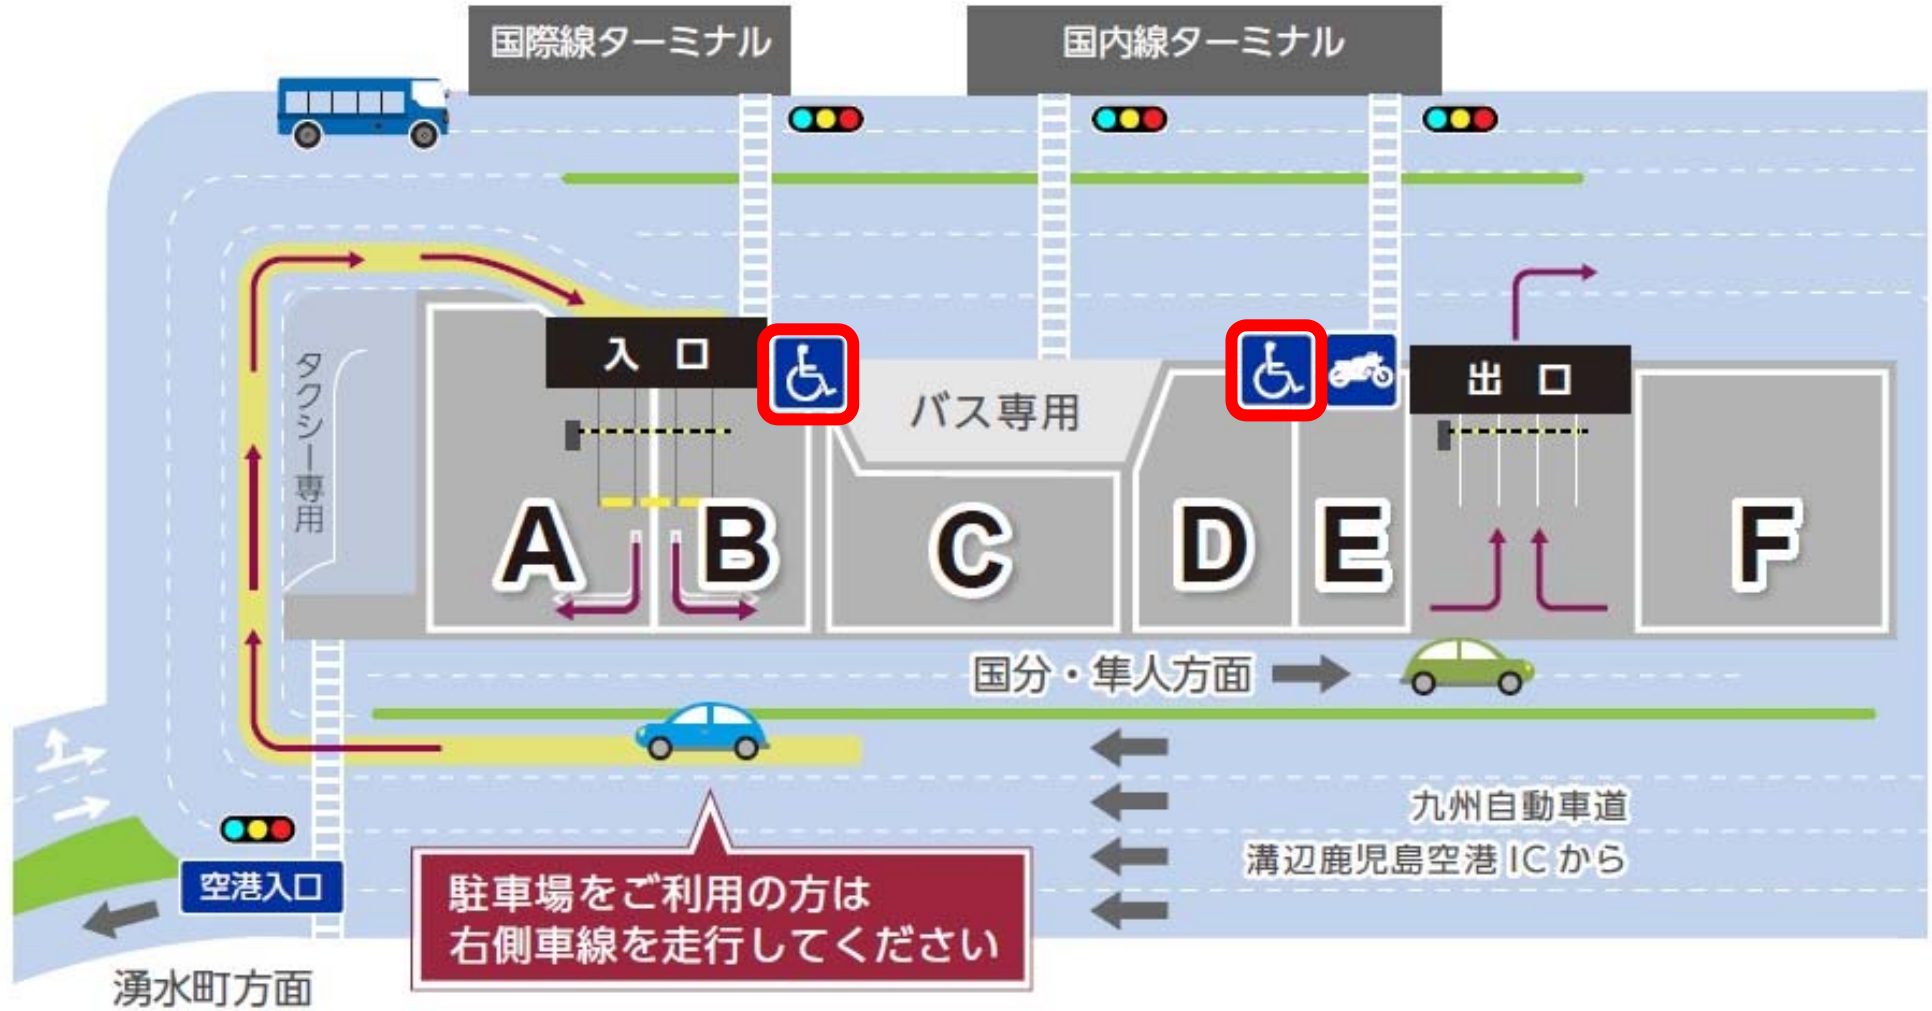 国際線ターミナル
国内線ターミナル
入口
出口
バス専用
タクシー専用
A
B
C
D
E
F
国分・隼人方面
九州自動車道
溝辺鹿児島空港ICから
空港入口
駐車場をご利用の方は
右側車線を走行してください
湧水町方面